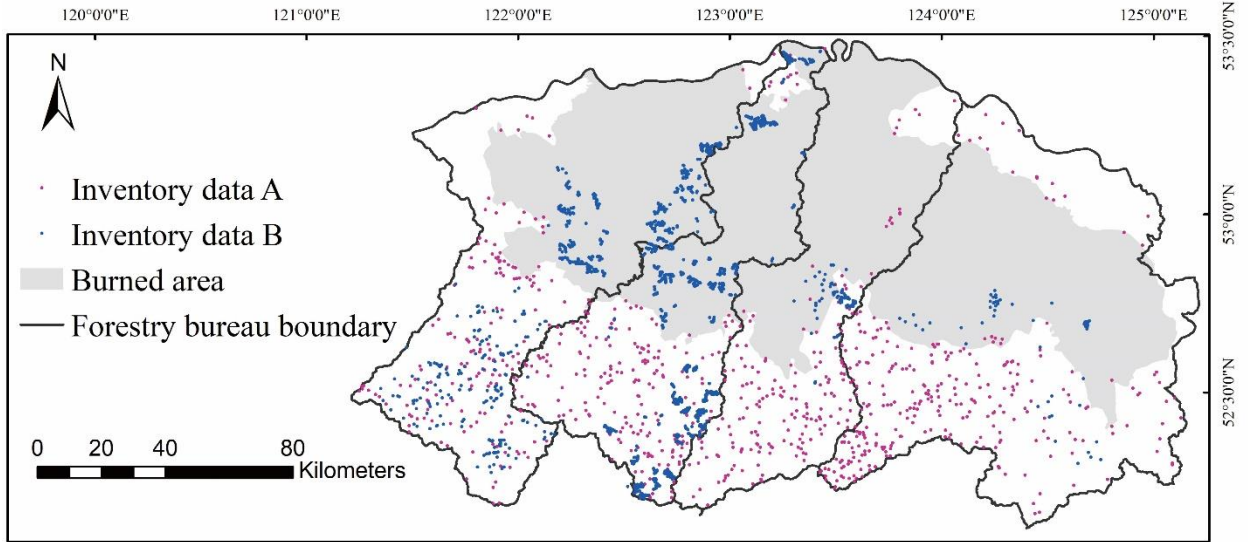 120°0'0"E 121°0'0"E 122°0'0"E 123°0'0"E 124°0'0"E 125°0'0"E
53°30'0"N
N
Inventory data A
Inventory data B
Burned area
Forestry bureau boundary
53°0'0"N
52°30'0"N
0 20 40 80
Kilometers